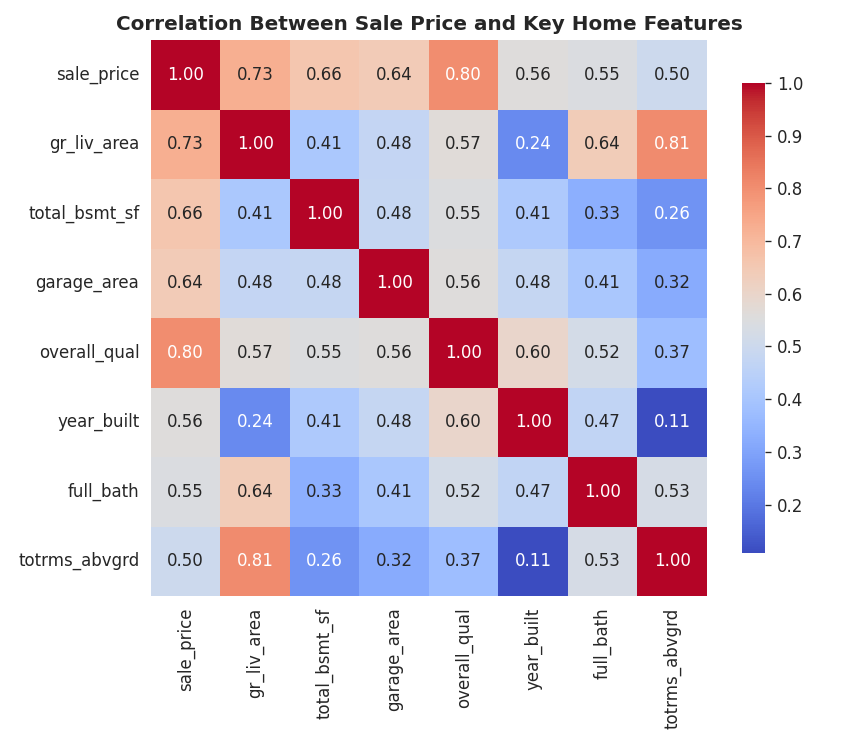 Correlation Between Sale Price and Key Home Features
sale_price 1.00 0.73 0.66 0.64 0.80 0.56 0.55 0.50
gr_liv_area 0.73 1.00 0.41 0.48 0.57 0.24 0.64 0.81
total_bsmt_sf 0.66 0.41 1.00 0.48 0.55 0.41 0.33 0.26
garage_area 0.64 0.48 0.48 1.00 0.56 0.48 0.41 0.32
overall_qual 0.80 0.57 0.55 0.56 1.00 0.60 0.52 0.37
year_built 0.56 0.24 0.41 0.48 0.60 1.00 0.47 0.11
full_bath 0.55 0.64 0.33 0.41 0.52 0.47 1.00 0.53
totrms_abvgrd 0.50 0.81 0.26 0.32 0.37 0.11 0.53 1.00
sale_price gr_liv_area total_bsmt_sf garage_area overall_qual year_built full_bath totrms_abvgrd
1.0
0.9
0.8
0.7
0.6
0.5
0.4
0.3
0.2